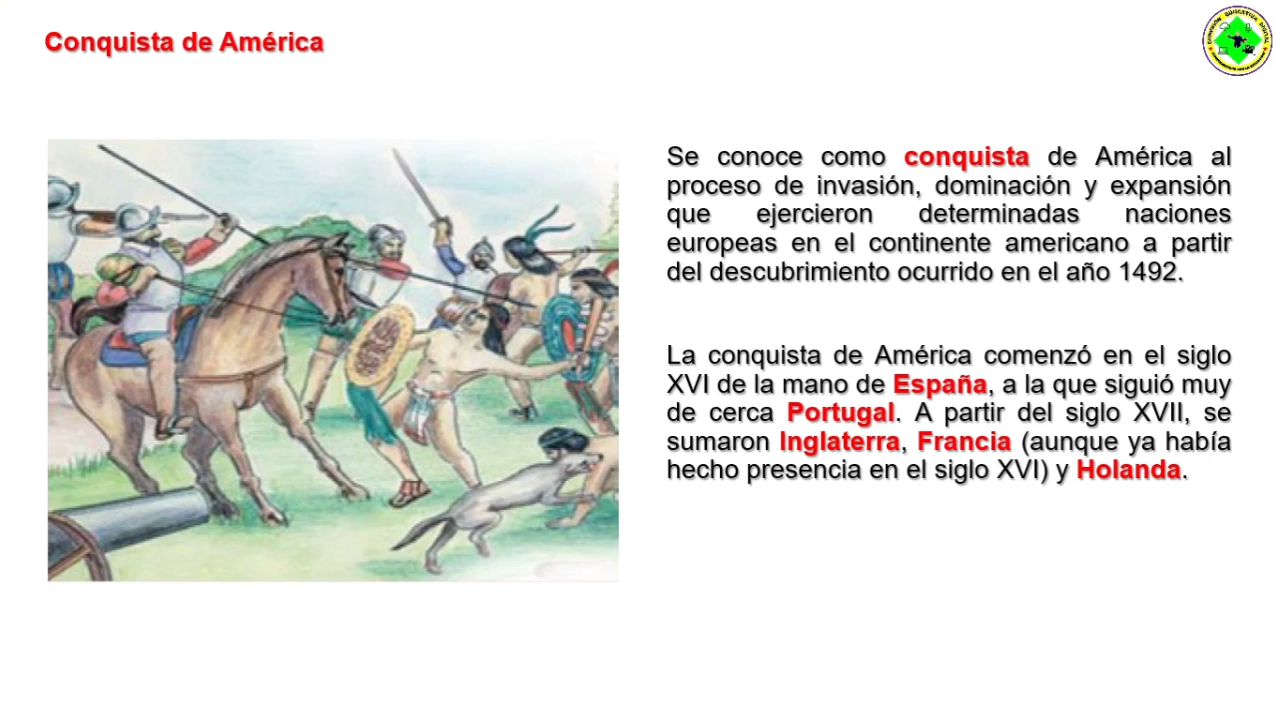 Conquista de América
Se conoce como conquista de América al
proceso de invasión, dominación y expansión
que ejercieron determinadas naciones
europeas en el continente americano a partir
del descubrimiento ocurrido en el año 1492.
La conquista de América comenzó en el siglo
XVI de la mano de España, a la que siguió muy
de cerca Portugal. A partir del siglo XVII, se
sumaron Inglaterra, Francia (aunque ya había
hecho presencia en el siglo XVI) y Holanda.